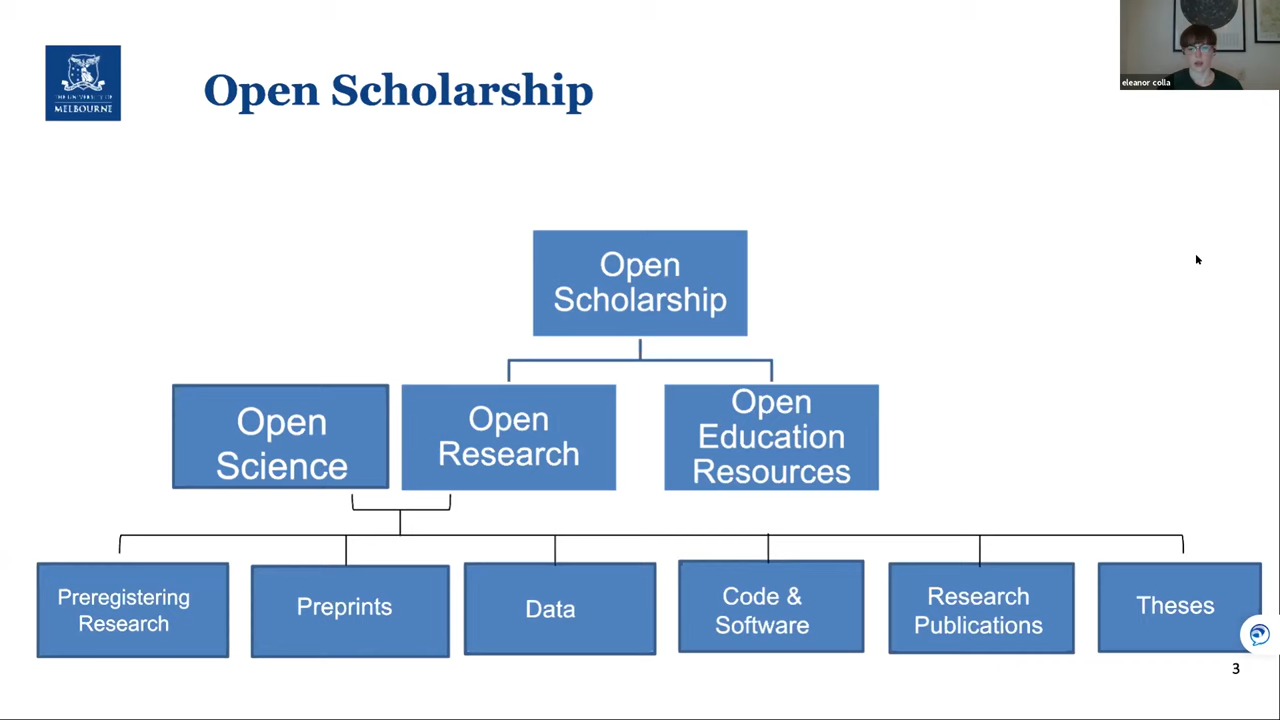 eleanor colla
THE UNIVERSITY OF
MELBOURNE
Open Scholarship
Open
Scholarship
Open
Science
Open
Research
Open
Education
Resources
Preregistering
Research
Preprints
Data
Code &
Software
Research
Publications
Theses
3